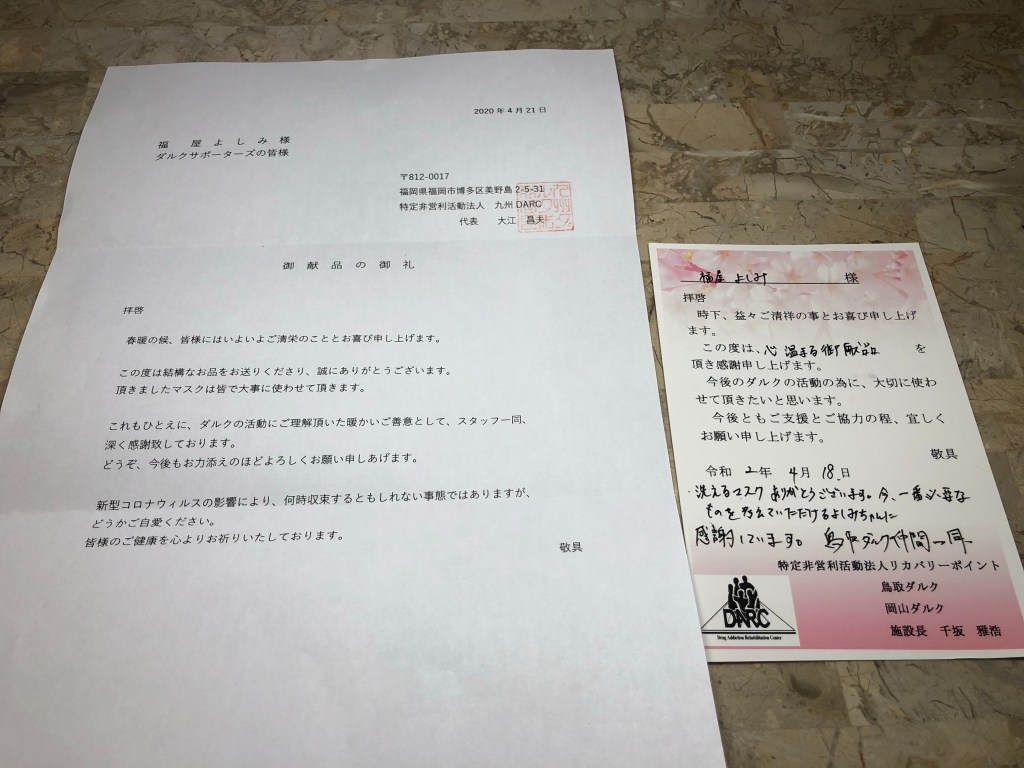 2020 年 4 月 21 日
福 屋 よ し み 様
ダルクサポーターズの皆様
〒812-0017
福岡県福岡市博多区美野島 2-5-31
特定非営利活動法人 九州 DARC
代表 大江 昌夫
御 献 品 の 御 礼
拝啓
春暖の候、皆様にはいよいよご清栄のこととお喜び申し上げます。
この度は結構なお品をお送りくださり、誠にありがとうございます。
頂きましたマスクは皆で大事に使わせて頂きます。
これもひとえに、ダルクの活動にご理解頂いた暖かいご善意として、スタッフ一同、
深く感謝致しております。
どうぞ、今後もお力添えのほどよろしくお願い申しあげます。
新型コロナウィルスの影響により、何時収束するともしれない事態ではありますが、
どうかご自愛ください。
皆様のご健康を心よりお祈りいたしております。
敬具
福屋 よしみ 様
拝啓
時下、益々ご清祥の事とお喜び申し上げ
ます。
この度は、心温まる御献品 を
頂き感謝申し上げます。
今後のダルクの活動の為に、大切に使わ
せて頂きたいと思います。
今後ともご支援とご協力の程、宜しく
お願い申し上げます。
敬具
令和 2 年 4 月 18 日
洗えるマスクありがとうございます。今、一番必要な
ものを考えていただけるよしみちゃんに
感謝しています。 鳥取ダルク仲間一同
特定非営利活動法人リカバリーポイント
鳥取ダルク
岡山ダルク
施設長 千坂 雅浩
DARC
Drug Addiction Rehabilitation Center